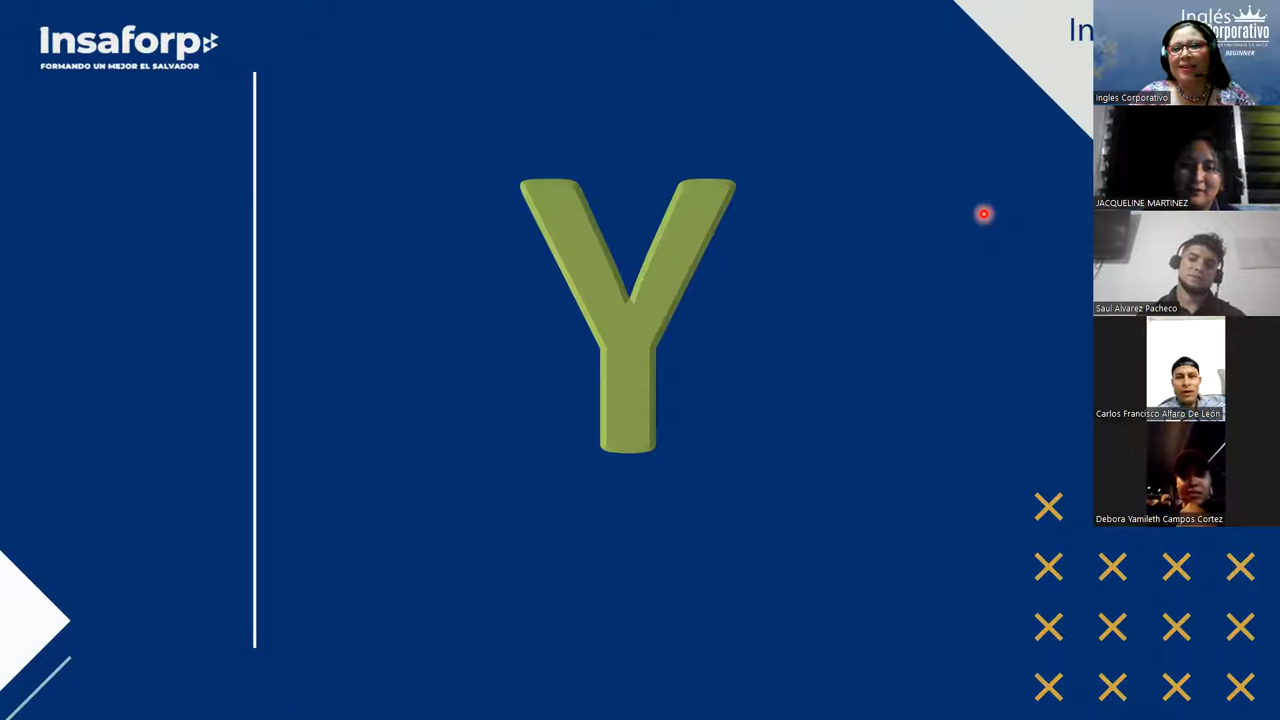 Insaforp
FORMANDO UN MEJOR EL SALVADOR
Y
In
Inglés
Corporativo
BEGINNER
Ingles Corporativo
JACQUELINE MARTINEZ
Saul Alvarez Pacheco
Carlos Francisco Alfaro De León
Debora Yamileth Campos Cortez